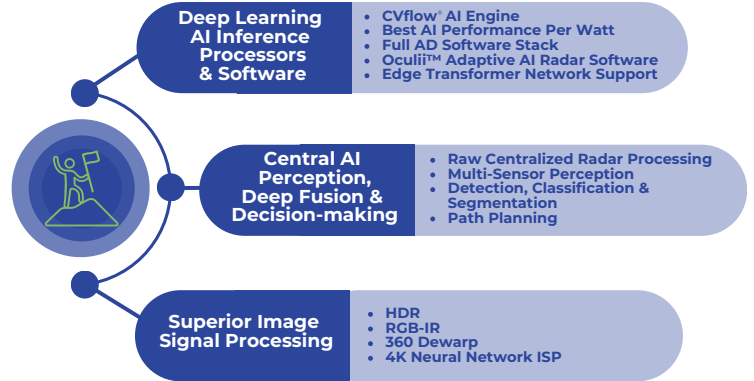 Deep Learning
AI Inference
Processors
& Software
• CVflow® AI Engine
• Best AI Performance Per Watt
• Full AD Software Stack
• Oculii™ Adaptive AI Radar Software
• Edge Transformer Network Support
Central AI
Perception,
Deep Fusion &
Decision-making
• Raw Centralized Radar Processing
• Multi-Sensor Perception
• Detection, Classification &
Segmentation
• Path Planning
Superior Image
Signal Processing
• HDR
• RGB-IR
• 360 Dewarp
• 4K Neural Network ISP